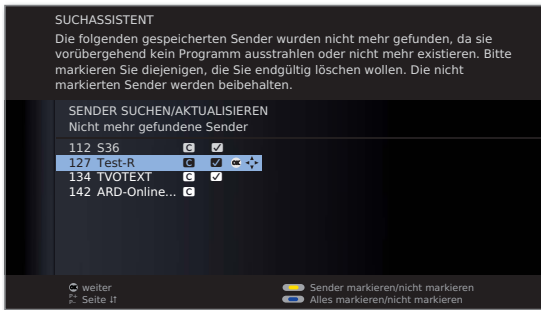 SUCHASSISTENT
Die folgenden gespeicherten Sender wurden nicht mehr gefunden, da sie
vorübergehend kein Programm ausstrahlen oder nicht mehr existieren. Bitte
markieren Sie diejenigen, die Sie endgültig löschen wollen. Die nicht
markierten Sender werden beibehalten.
SENDER SUCHEN/AKTUALISIEREN
Nicht mehr gefundene Sender
112 S36 C
127 Test-R C OK
134 TVOTEXT C
142 ARD-Online... C
OK weiter
P+ P- Seite ↓↑
Sender markieren/nicht markieren
Alles markieren/nicht markieren